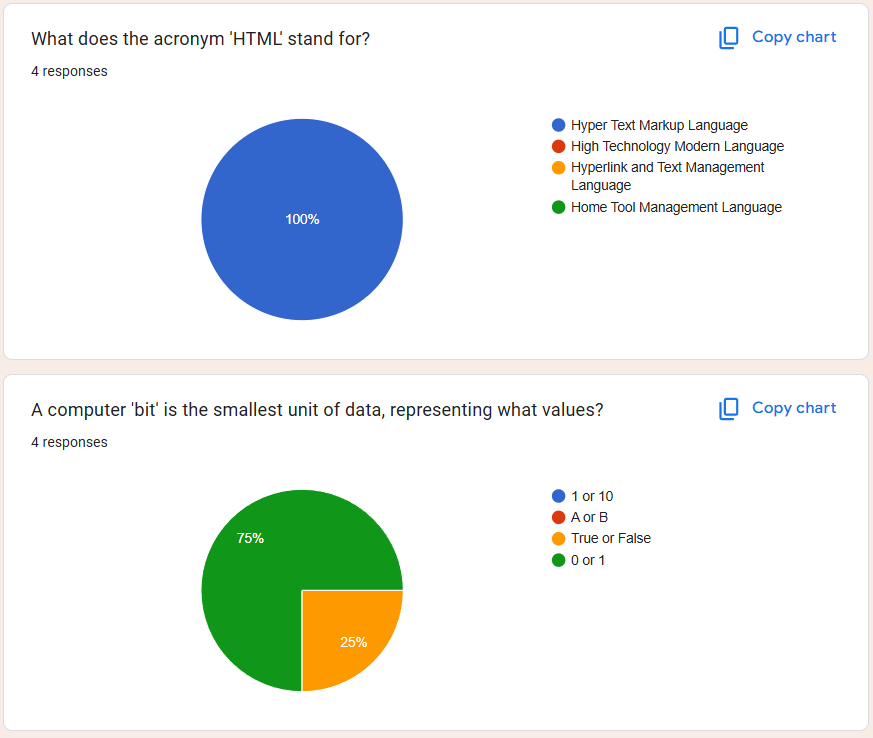 What does the acronym 'HTML' stand for?
Copy chart
4 responses
100%
Hyper Text Markup Language
High Technology Modern Language
Hyperlink and Text Management
Language
Home Tool Management Language
A computer 'bit' is the smallest unit of data, representing what values?
Copy chart
4 responses
75%
25%
1 or 10
A or B
True or False
0 or 1